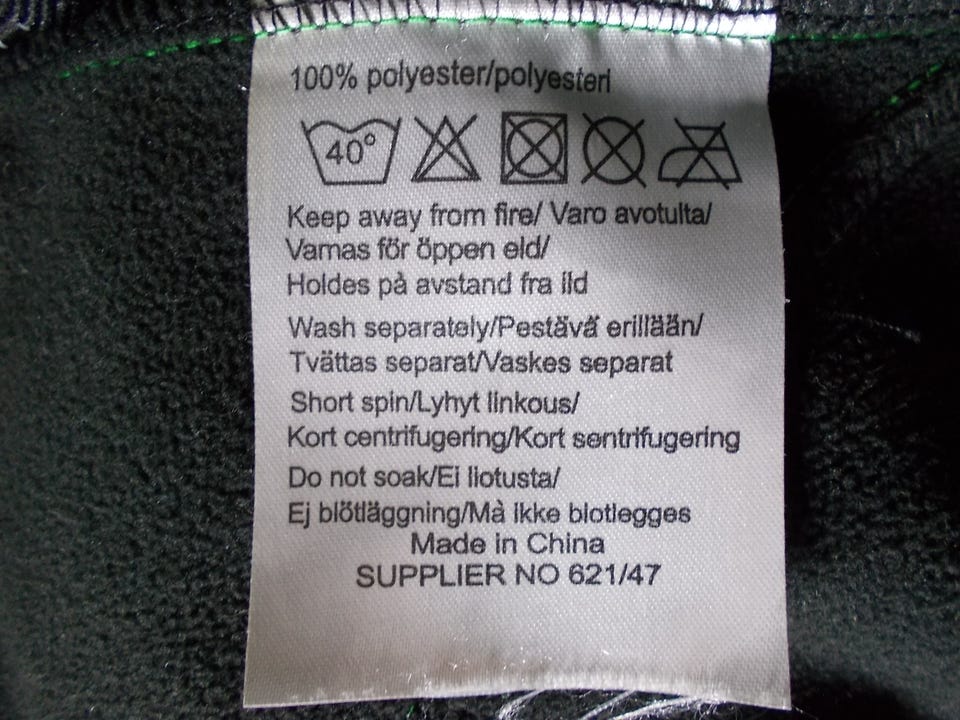 100% polyester/polyesteri
40°
Keep away from fire/ Varo avotulta/
Varnas för öppen eld/
Holdes på avstand fra ild
Wash separately/Pestävä erillään/
Tvättas separat/Vaskes separat
Short spin/Lyhyt linkous/
Kort centrifugering/Kort sentrifugering
Do not soak/Ei liotusta/
Ej blötläggning/Må ikke blotlegges
Made in China
SUPPLIER NO 621/47